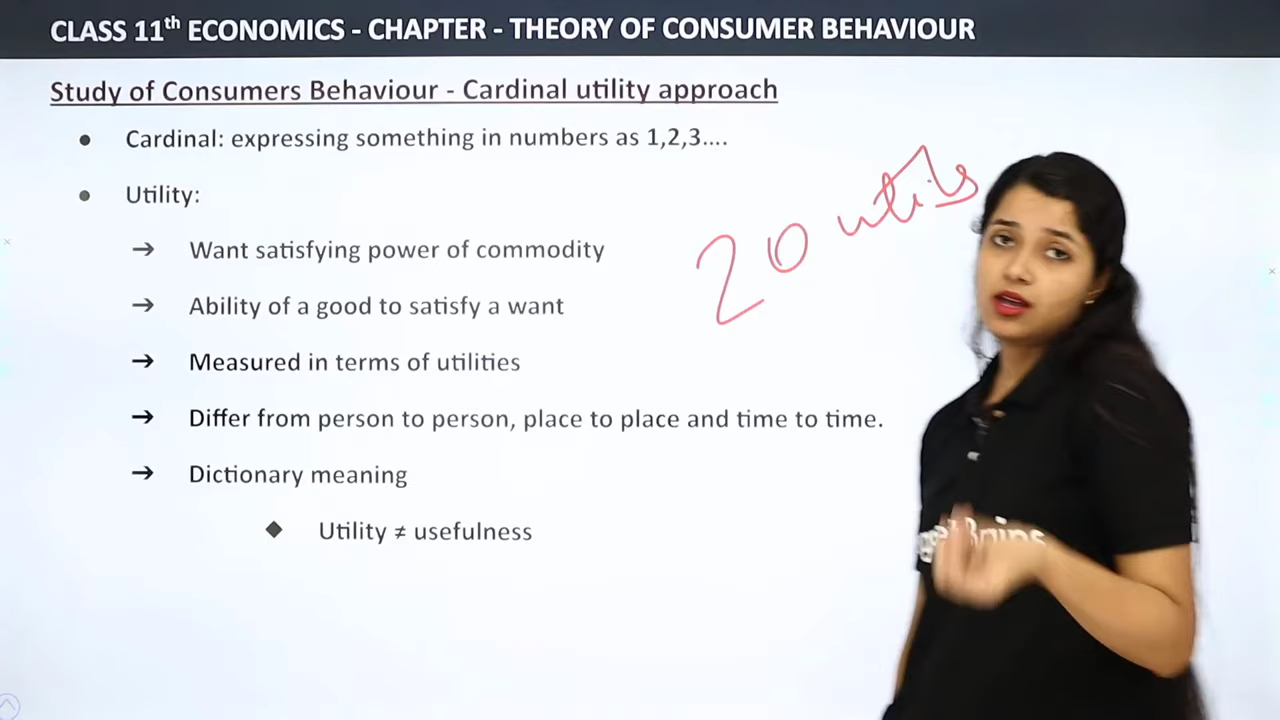 CLASS 11th ECONOMICS - CHAPTER - THEORY OF CONSUMER BEHAVIOUR
Study of Consumers Behaviour - Cardinal utility approach
● Cardinal: expressing something in numbers as 1,2,3....
● Utility:
→ Want satisfying power of commodity
→ Ability of a good to satisfy a want
→ Measured in terms of utilities
→ Differ from person to person, place to place and time to time.
→ Dictionary meaning
◆ Utility ≠ usefulness
20 utils